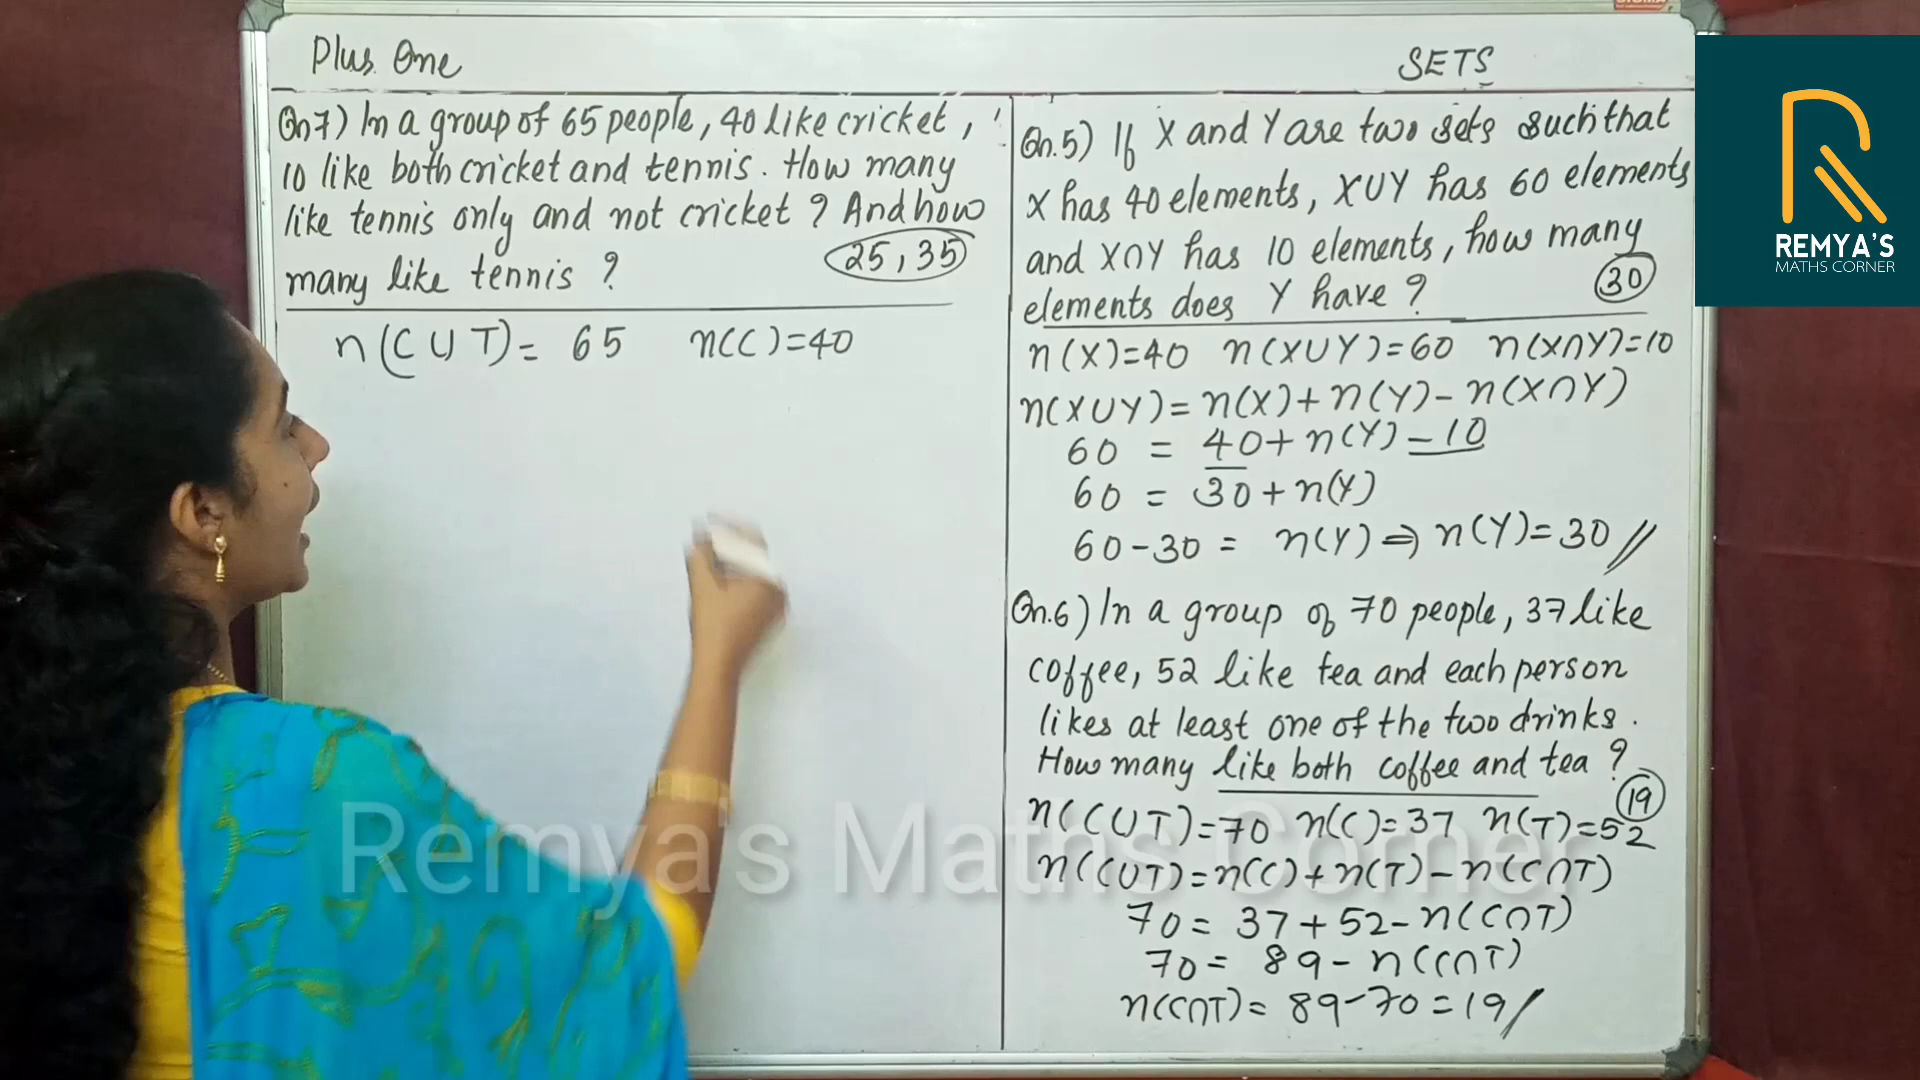 Plus One
SETS
Qn7) In a group of 65 people, 40 like cricket,
10 like both cricket and tennis. How many
like tennis only and not cricket ? And how
many like tennis ?
25, 35
n(C∪T)= 65 n(C)=40
Qn.5) If X and Y are two sets such that
X has 40 elements, X∪Y has 60 elements
and X∩Y has 10 elements, how many
elements does Y have ?
30
n(X)=40 n(X∪Y)=60 n(X∩Y)=10
n(X∪Y)= n(X)+n(Y)-n(X∩Y)
60 = 40+n(Y)-10
60 = 30+n(Y)
60-30 = n(Y)⇒ n(Y)=30//
Qn.6) In a group of 70 people, 37 like
coffee, 52 like tea and each person
likes at least one of the two drinks.
How many like both coffee and tea ?
19
n(C∪T)=70 n(C)=37 n(T)=52
n(C∪T)=n(C)+n(T)-n(C∩T)
70 = 37+52-n(C∩T)
70 = 89-n(C∩T)
n(C∩T)= 89-70=19/
REMYA'S
MATHS CORNER
Remya's Maths Corner